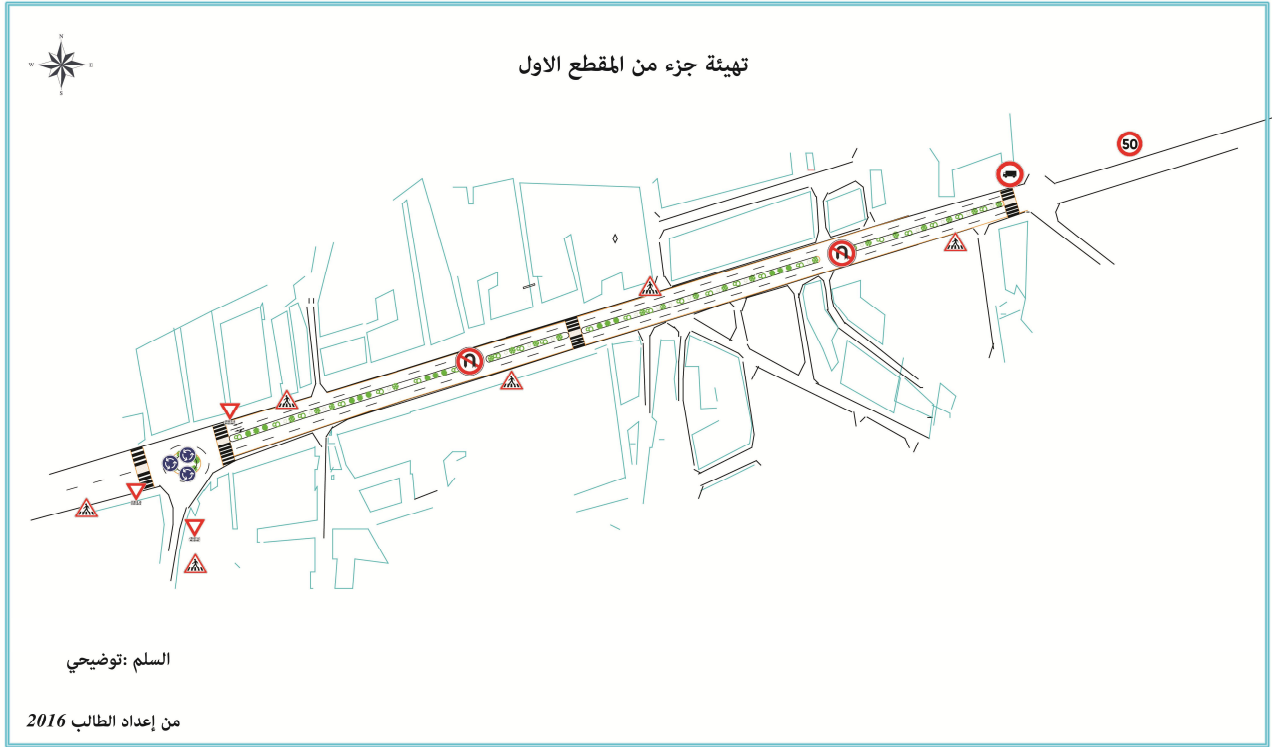 N
W E
S
تهيئة جزء من المقطع الاول
50
السلم :توضيحي
من إعداد الطالب 2016